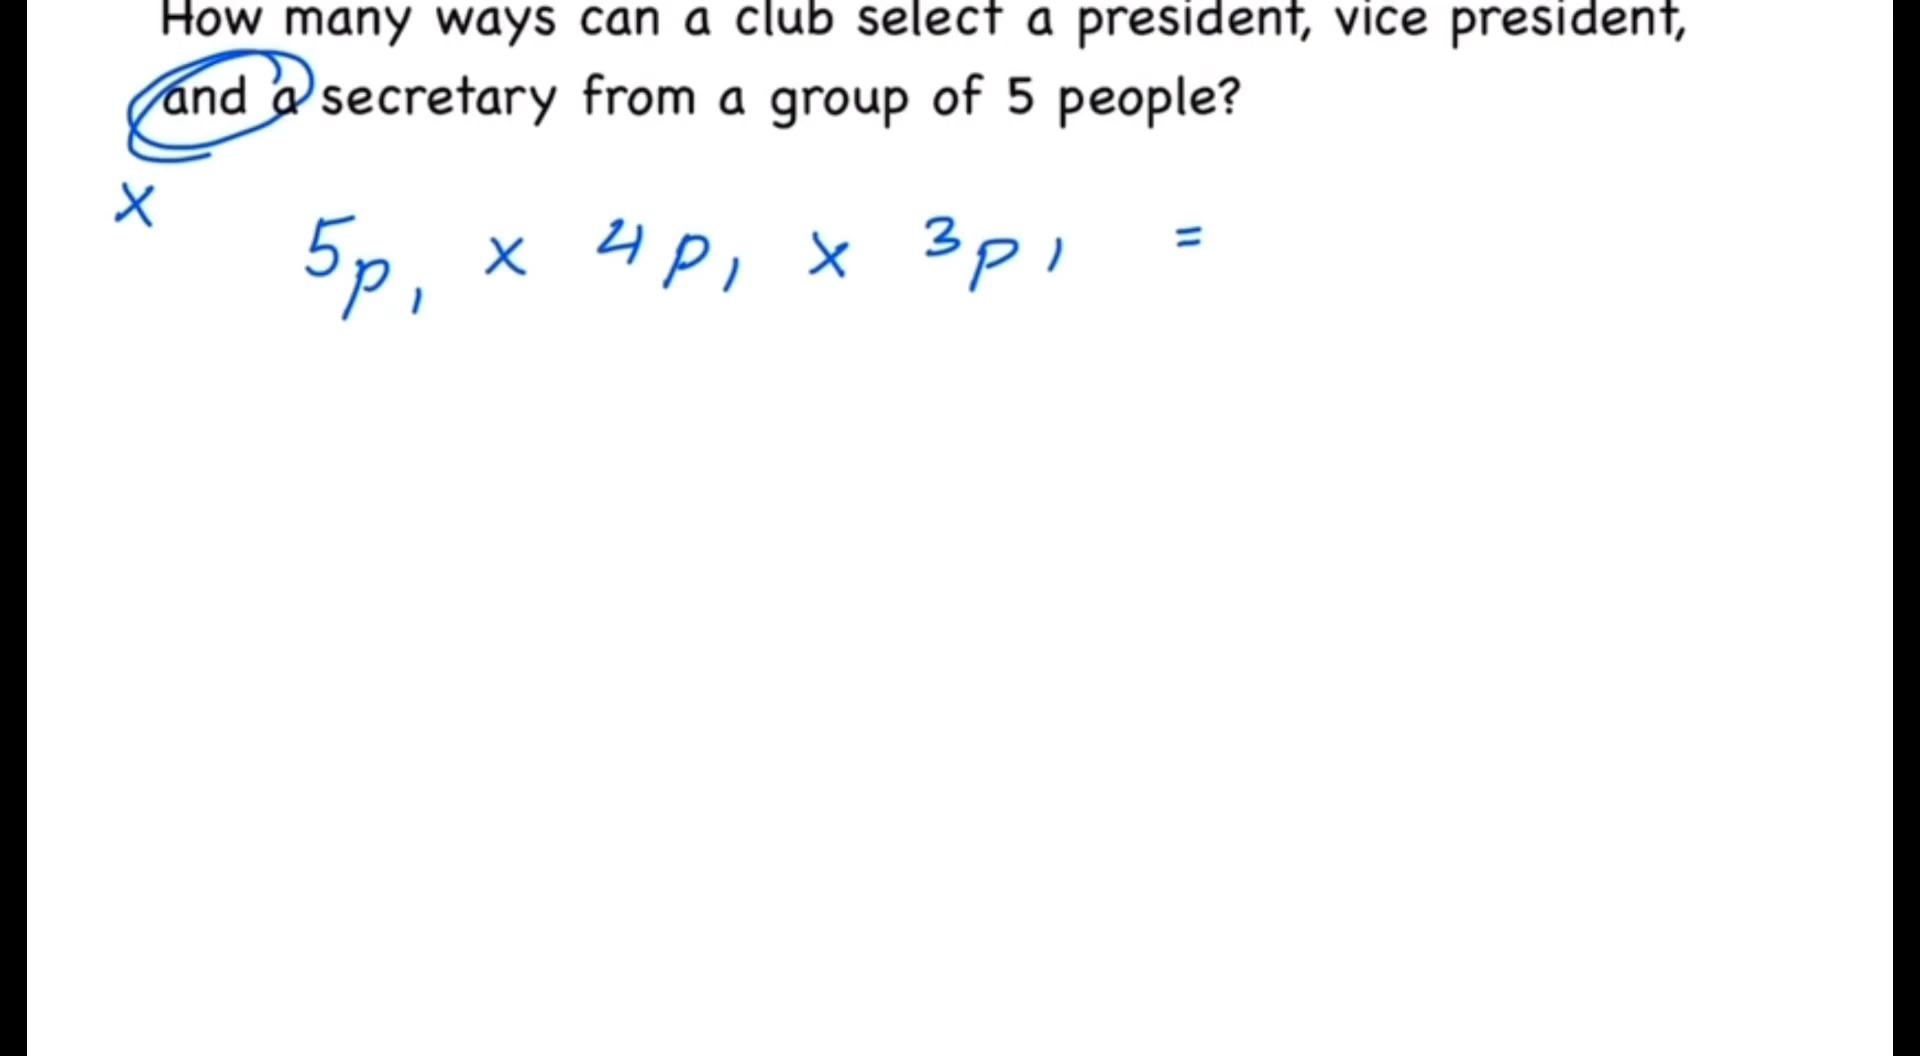 How many ways can a club select a president, vice president,
and a secretary from a group of 5 people?
x
5p1 x 4p1 x 3p1 =